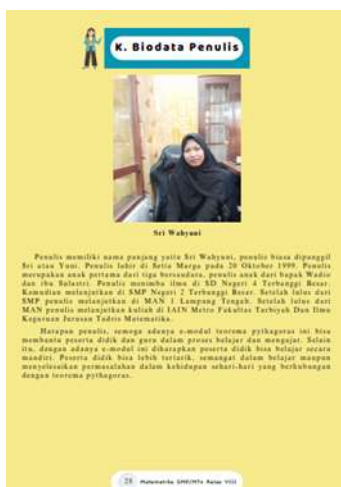 K. Biodata Penulis
Sri Wahyuni
Penulis memiliki nama panjang yaitu Sri Wahyuni, penulis biasa dipanggil
Sri atau Yuni. Penulis lahir di Setia Marga pada 20 Oktober 1999. Penulis
merupakan anak pertama dari tiga bersaudara, penulis anak dari bapak Wadio
dan ibu Sulastri. Penulis menimba ilmu di SD Negeri 4 Terbanggi Besar.
Kemudian melanjutkan di SMP Negeri 2 Terbanggi Besar. Setelah lulus dari
SMP penulis melanjutkan di MAN 1 Lampung Tengah. Setelah lulus dari
MAN penulis melanjutkan kuliah di IAIN Metro Fakultas Tarbiyah Dan Ilmu
Keguruan Jurusan Tadris Matematika.
Harapan penulis, semoga adanya e-modul teorema pythagoras ini bisa
membantu peserta didik dan guru dalam proses belajar dan mengajar. Selain
itu, dengan adanya e-modul ini diharapkan peserta didik bisa belajar secara
mandiri. Peserta didik bisa lebih tertarik, semangat dalam belajar maupun
menyelesaikan permasalahan dalam kehidupan sehari-hari yang berhubungan
dengan teorema pythagoras.
28 Matematika SMP/MTs Kelas VIII